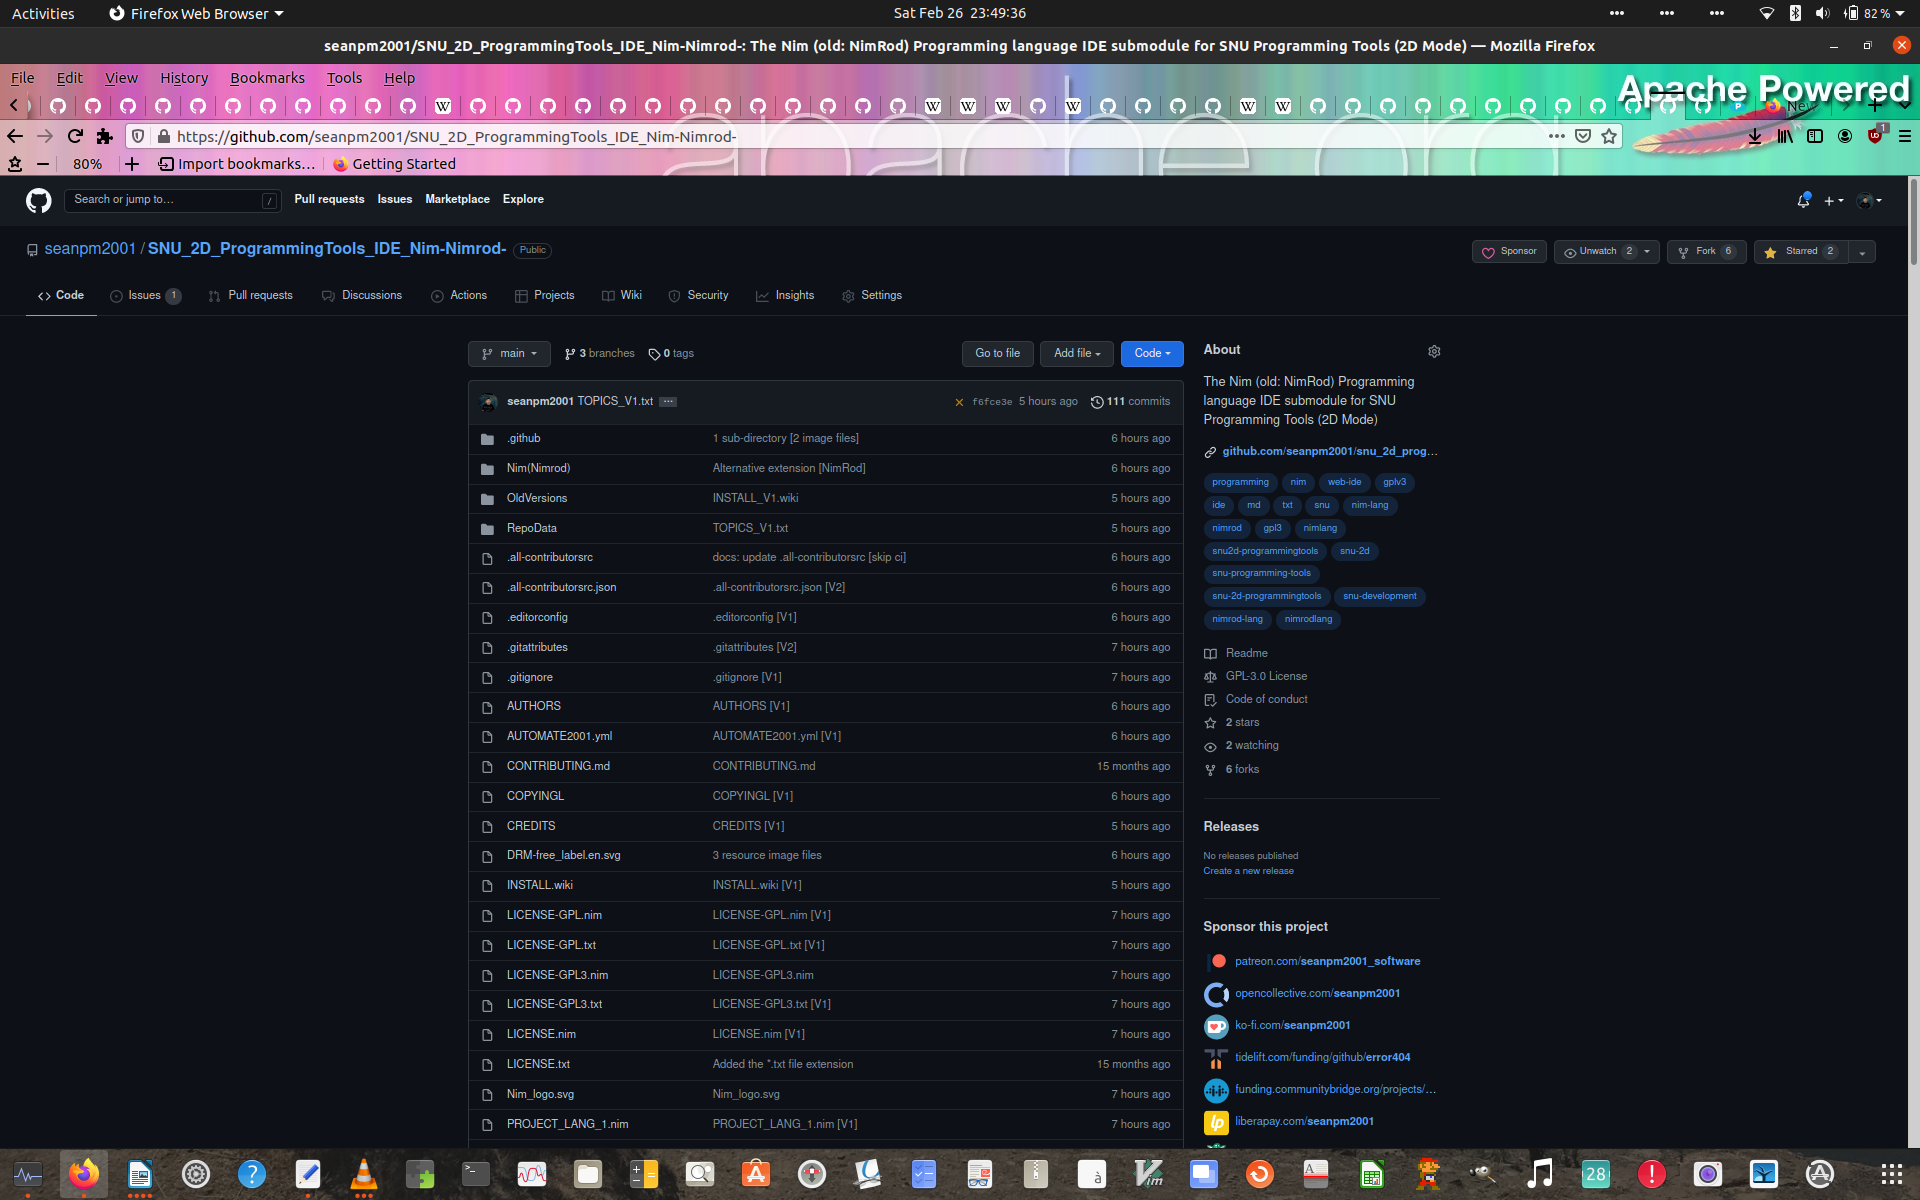 Activities
Firefox Web Browser
Sat Feb 26 23:49:36
82 %
seanpm2001/SNU_2D_ProgrammingTools_IDE_Nim-Nimrod-: The Nim (old: NimRod) Programming language IDE submodule for SNU Programming Tools (2D Mode) — Mozilla Firefox
File Edit View History Bookmarks Tools Help
Apache Powered
New
https://github.com/seanpm2001/SNU_2D_ProgrammingTools_IDE_Nim-Nimrod-
1
80%
Import bookmarks...
Getting Started
apache.org
Search or jump to...
/
Pull requests Issues Marketplace Explore
seanpm2001 / SNU_2D_ProgrammingTools_IDE_Nim-Nimrod- Public
Sponsor
Unwatch 2
Fork 6
Starred 2
Code
Issues 1
Pull requests
Discussions
Actions
Projects
Wiki
Security
Insights
Settings
main
3 branches
0 tags
Go to file
Add file
Code
seanpm2001 TOPICS_V1.txt ... f6fce3e 5 hours ago 111 commits
.github 1 sub-directory [2 image files] 6 hours ago
Nim(Nimrod) Alternative extension [NimRod] 6 hours ago
OldVersions INSTALL_V1.wiki 5 hours ago
RepoData TOPICS_V1.txt 5 hours ago
.all-contributorsrc docs: update .all-contributorsrc [skip ci] 6 hours ago
.all-contributorsrc.json .all-contributorsrc.json [V2] 6 hours ago
.editorconfig .editorconfig [V1] 6 hours ago
.gitattributes .gitattributes [V2] 7 hours ago
.gitignore .gitignore [V1] 7 hours ago
AUTHORS AUTHORS [V1] 6 hours ago
AUTOMATE2001.yml AUTOMATE2001.yml [V1] 6 hours ago
CONTRIBUTING.md CONTRIBUTING.md 15 months ago
COPYINGL COPYINGL [V1] 6 hours ago
CREDITS CREDITS [V1] 5 hours ago
DRM-free_label.en.svg 3 resource image files 6 hours ago
INSTALL.wiki INSTALL.wiki [V1] 5 hours ago
LICENSE-GPL.nim LICENSE-GPL.nim [V1] 7 hours ago
LICENSE-GPL.txt LICENSE-GPL.txt [V1] 7 hours ago
LICENSE-GPL3.nim LICENSE-GPL3.nim 7 hours ago
LICENSE-GPL3.txt LICENSE-GPL3.txt [V1] 7 hours ago
LICENSE.nim LICENSE.nim [V1] 7 hours ago
LICENSE.txt Added the *.txt file extension 15 months ago
Nim_logo.svg Nim_logo.svg 7 hours ago
PROJECT_LANG_1.nim PROJECT_LANG_1.nim [V1] 7 hours ago
About
The Nim (old: NimRod) Programming
language IDE submodule for SNU
Programming Tools (2D Mode)
github.com/seanpm2001/snu_2d_prog...
programming nim web-ide gplv3
ide md txt snu nim-lang
nimrod gpl3 nimlang
snu2d-programmingtools snu-2d
snu-programming-tools
snu-2d-programmingtools snu-development
nimrod-lang nimrodlang
Readme
GPL-3.0 License
Code of conduct
2 stars
2 watching
6 forks
Releases
No releases published
Create a new release
Sponsor this project
patreon.com/seanpm2001_software
opencollective.com/seanpm2001
ko-fi.com/seanpm2001
tidelift.com/funding/github/error404
funding.communitybridge.org/projects/...
liberapay.com/seanpm2001
28